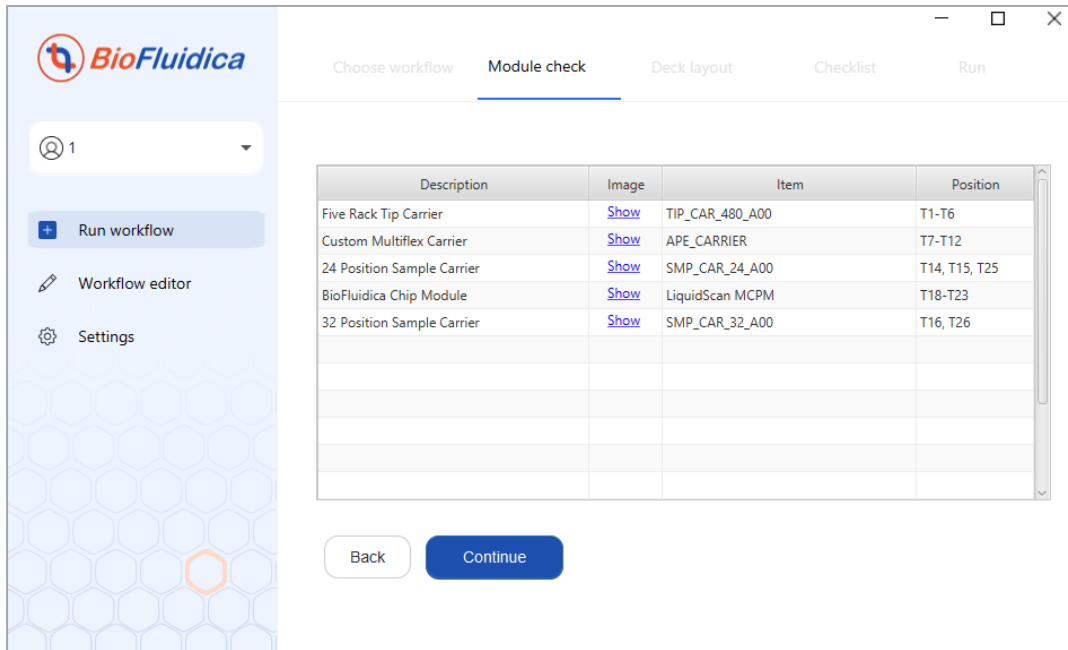 BioFluidica
Choose workflow Module check Deck layout Checklist Run
1
Run workflow
Workflow editor
Settings
Description Image Item Position
Five Rack Tip Carrier Show TIP_CAR_480_A00 T1-T6
Custom Multiflex Carrier Show APE_CARRIER T7-T12
24 Position Sample Carrier Show SMP_CAR_24_A00 T14, T15, T25
BioFluidica Chip Module Show LiquidScan MCPM T18-T23
32 Position Sample Carrier Show SMP_CAR_32_A00 T16, T26
Back Continue